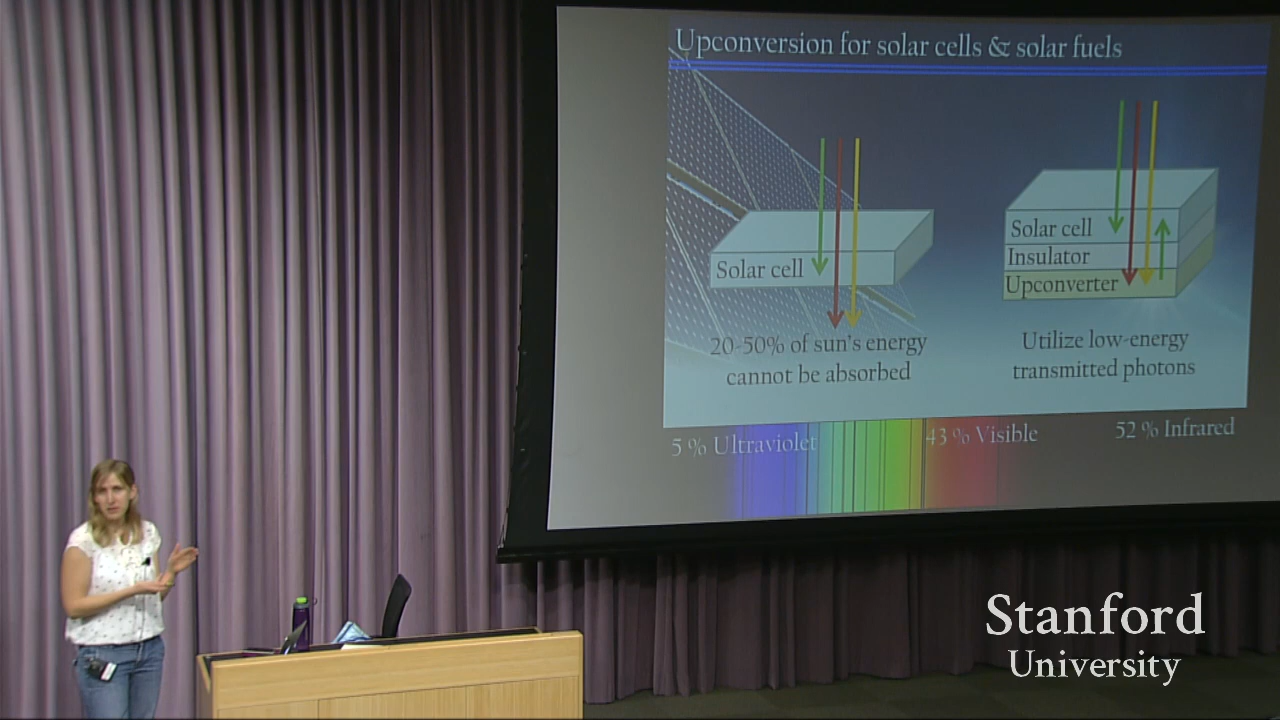 Upconversion for solar cells & solar fuels
Solar cell
20-50% of sun's energy
cannot be absorbed
Solar cell
Insulator
Upconverter
Utilize low-energy
transmitted photons
5 % Ultraviolet
43 % Visible
52 % Infrared
Stanford
University